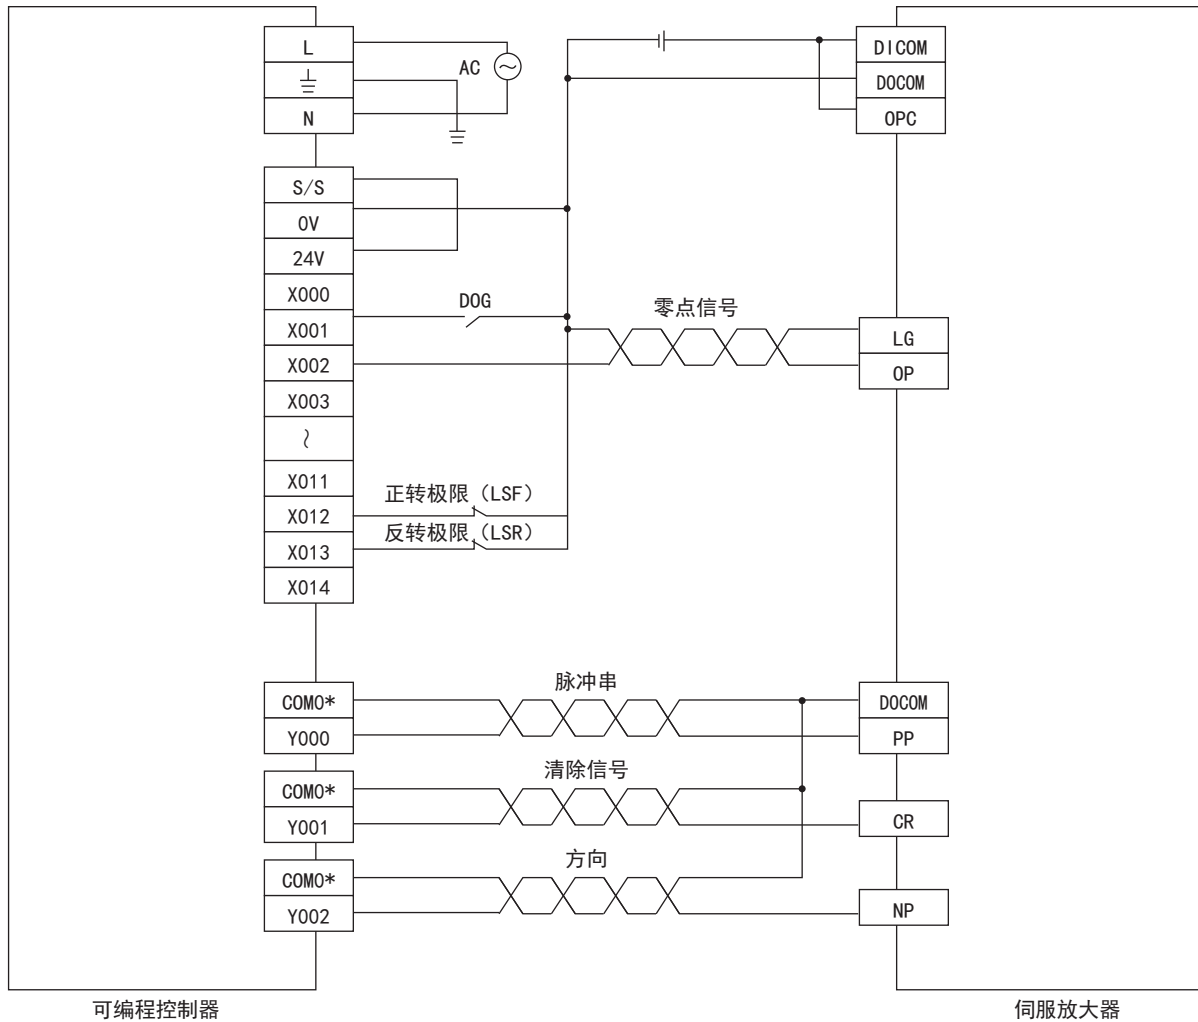 L
AC
N
S/S
0V
24V
X000
X001
X002
X003
~
X011
X012
X013
X014
DOG
零点信号
正转极限（LSF）
反转极限（LSR）
DICOM
DOCOM
OPC
LG
OP
脉冲串
COM0*
Y000
清除信号
COM0*
Y001
方向
COM0*
Y002
DOCOM
PP
CR
NP
可编程控制器
伺服放大器